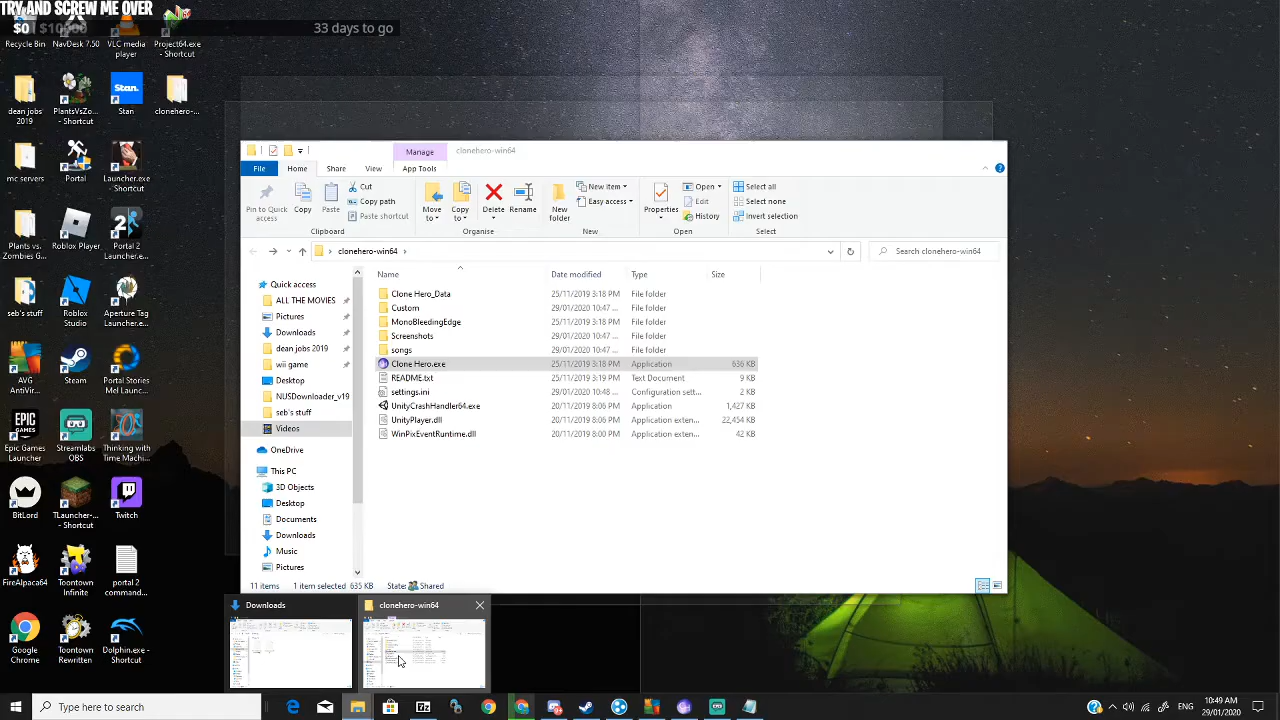 TRY AND SCREW ME OVER
$0 $10000 33 days to go
Recycle Bin
NavDesk 7.50
VLC media player
Project64.exe - Shortcut
dean jobs 2019
PlantsVsZo... - Shortcut
Stan.
Stan
clonehero-...
mc servers
Portal
Launcher.exe - Shortcut
Plants vs. Zombies G...
Roblox Player
Portal 2 Launcher.e...
seb's stuff
Roblox Studio
Aperture Tag Launcher.e...
AVG AntiVir...
Steam
Portal Stories Mel Launc...
EPIC GAMES
Epic Games Launcher
Streamlabs OBS
Thinking with Time Machi...
DBLord
TLauncher-... - Shortcut
Twitch
FireAlpaca64
Toontown Infinite
portal 2 command...
Manage
clonehero-win64
File
Home
Share
View
App Tools
Pin to Quick access
Copy
Paste
Cut
Copy path
Paste shortcut
Clipboard
Move to
Copy to
Delete
Rename
Organise
New folder
New item
Easy access
New
Properties
Open
Edit
History
Open
Select all
Select none
Invert selection
Select
clonehero-win64
Search clonehero-win64
Name Date modified Type Size
Clone Hero_Data 25/11/2019 3:18 PM File folder
Custom 29/01/2020 10:47 ... File folder
MonoBleedingEdge 25/11/2019 3:18 PM File folder
Screenshots 29/01/2020 10:47 ... File folder
songs 29/01/2020 10:47 ... File folder
Clone Hero.exe 25/11/2019 3:18 PM Application 636 KB
README.txt 25/11/2019 3:19 PM Text Document 9 KB
settings.ini 29/01/2020 10:48 ... Configuration sett... 2 KB
UnityCrashHandler64.exe 20/11/2019 8:06 PM Application 1,427 KB
UnityPlayer.dll 20/11/2019 8:06 PM Application exten... 22,454 KB
WinPixEventRuntime.dll 20/11/2019 8:00 PM Application exten... 42 KB
Quick access
ALL THE MOVIES
Pictures
Downloads
dean jobs 2019
wii game
Desktop
NUSDownloader_v19
seb's stuff
Videos
OneDrive
This PC
3D Objects
Desktop
Documents
Downloads
Music
Pictures
11 items 1 item selected 635 KB State: Shared
Downloads
clonehero-win64
Type here to search
ENG
10:49 AM
29/01/2020